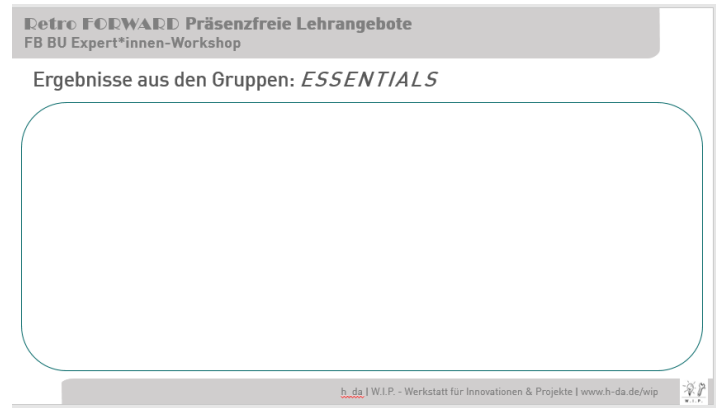 Retro FORWARD Präsenzfreie Lehrangebote
FB BU Expert*innen-Workshop
Ergebnisse aus den Gruppen: ESSENTIALS
h_da | W.I.P. - Werkstatt für Innovationen & Projekte | www.h-da.de/wip
W.I.P.